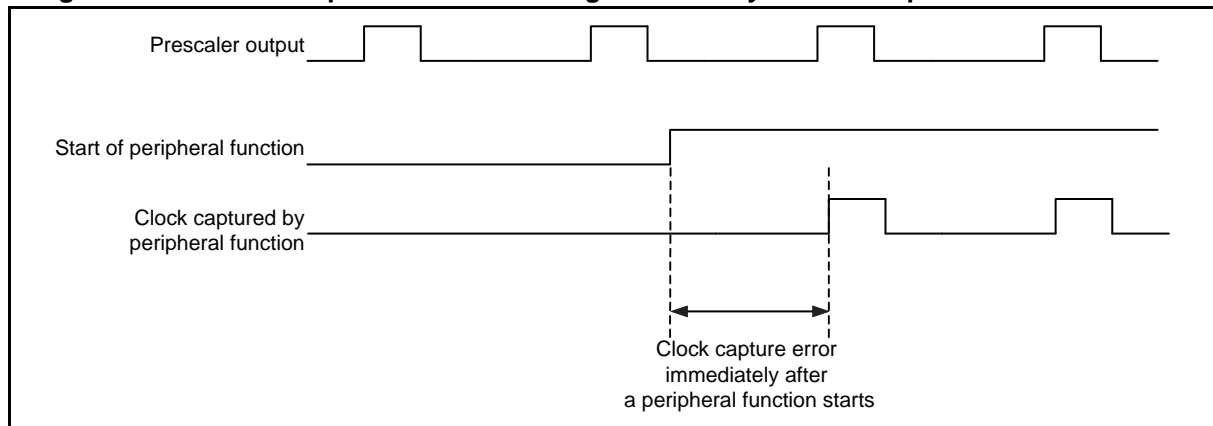 Prescaler output
Start of peripheral function
Clock captured by
peripheral function
Clock capture error
immediately after
a peripheral function starts